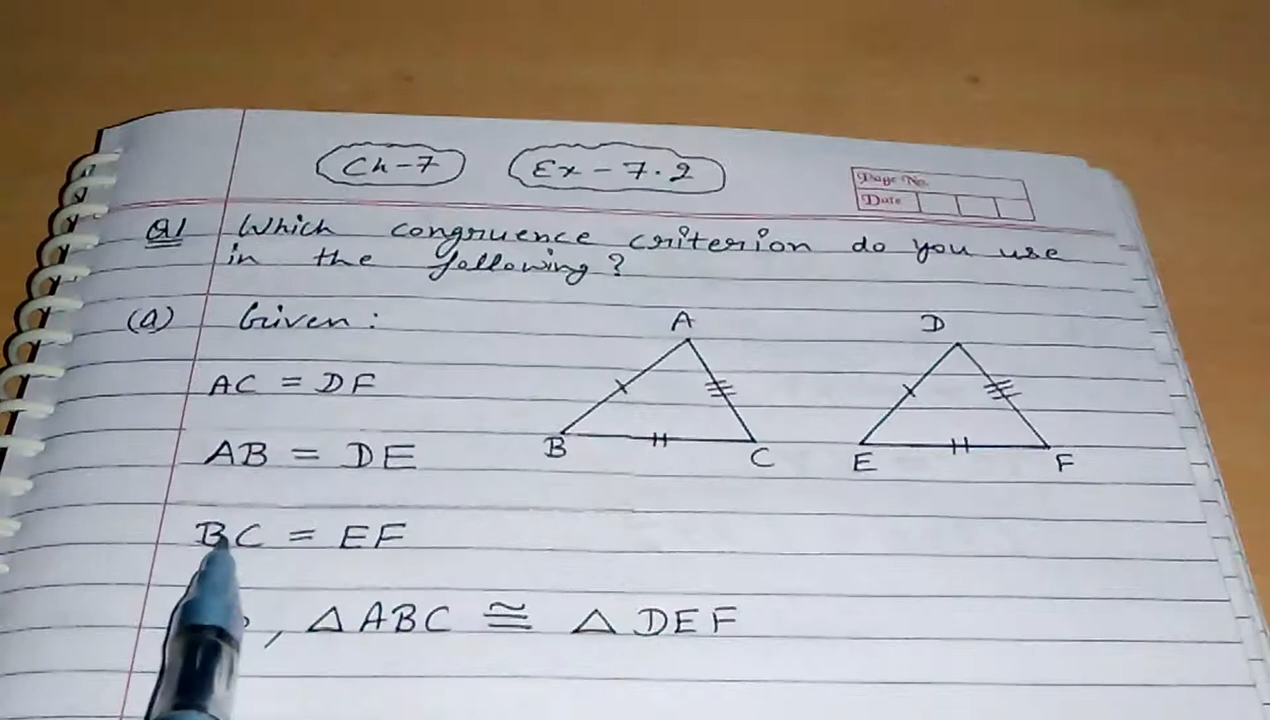 Ch-7 Ex-7.2
Page No.
Date
Q1 Which congruence criterion do you use
in the following?
(a) Given:
A D
AC = DF
AB = DE
B C E F
BC = EF
, △ABC ≅ △DEF